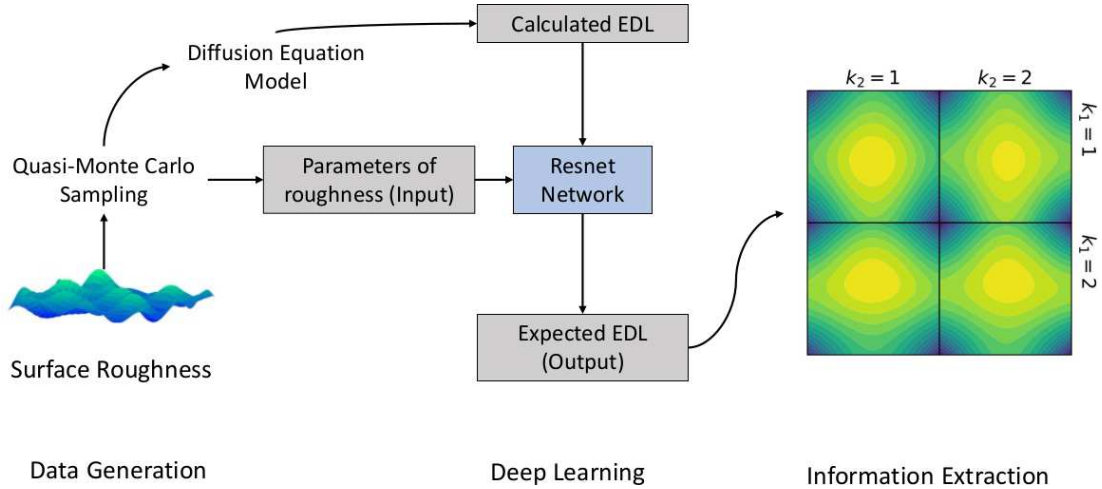 Calculated EDL
Diffusion Equation
Model
k₂ = 1
k₂ = 2
k₁ = 1
Quasi-Monte Carlo
Sampling
Parameters of
roughness (Input)
Resnet
Network
k₁ = 2
Expected EDL
(Output)
Surface Roughness
Data Generation
Deep Learning
Information Extraction